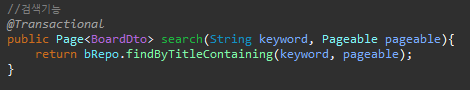 //검색기능
@Transactional
public Page<BoardDto> search(String keyword, Pageable pageable){
return bRepo.findByTitleContaining(keyword, pageable);
}